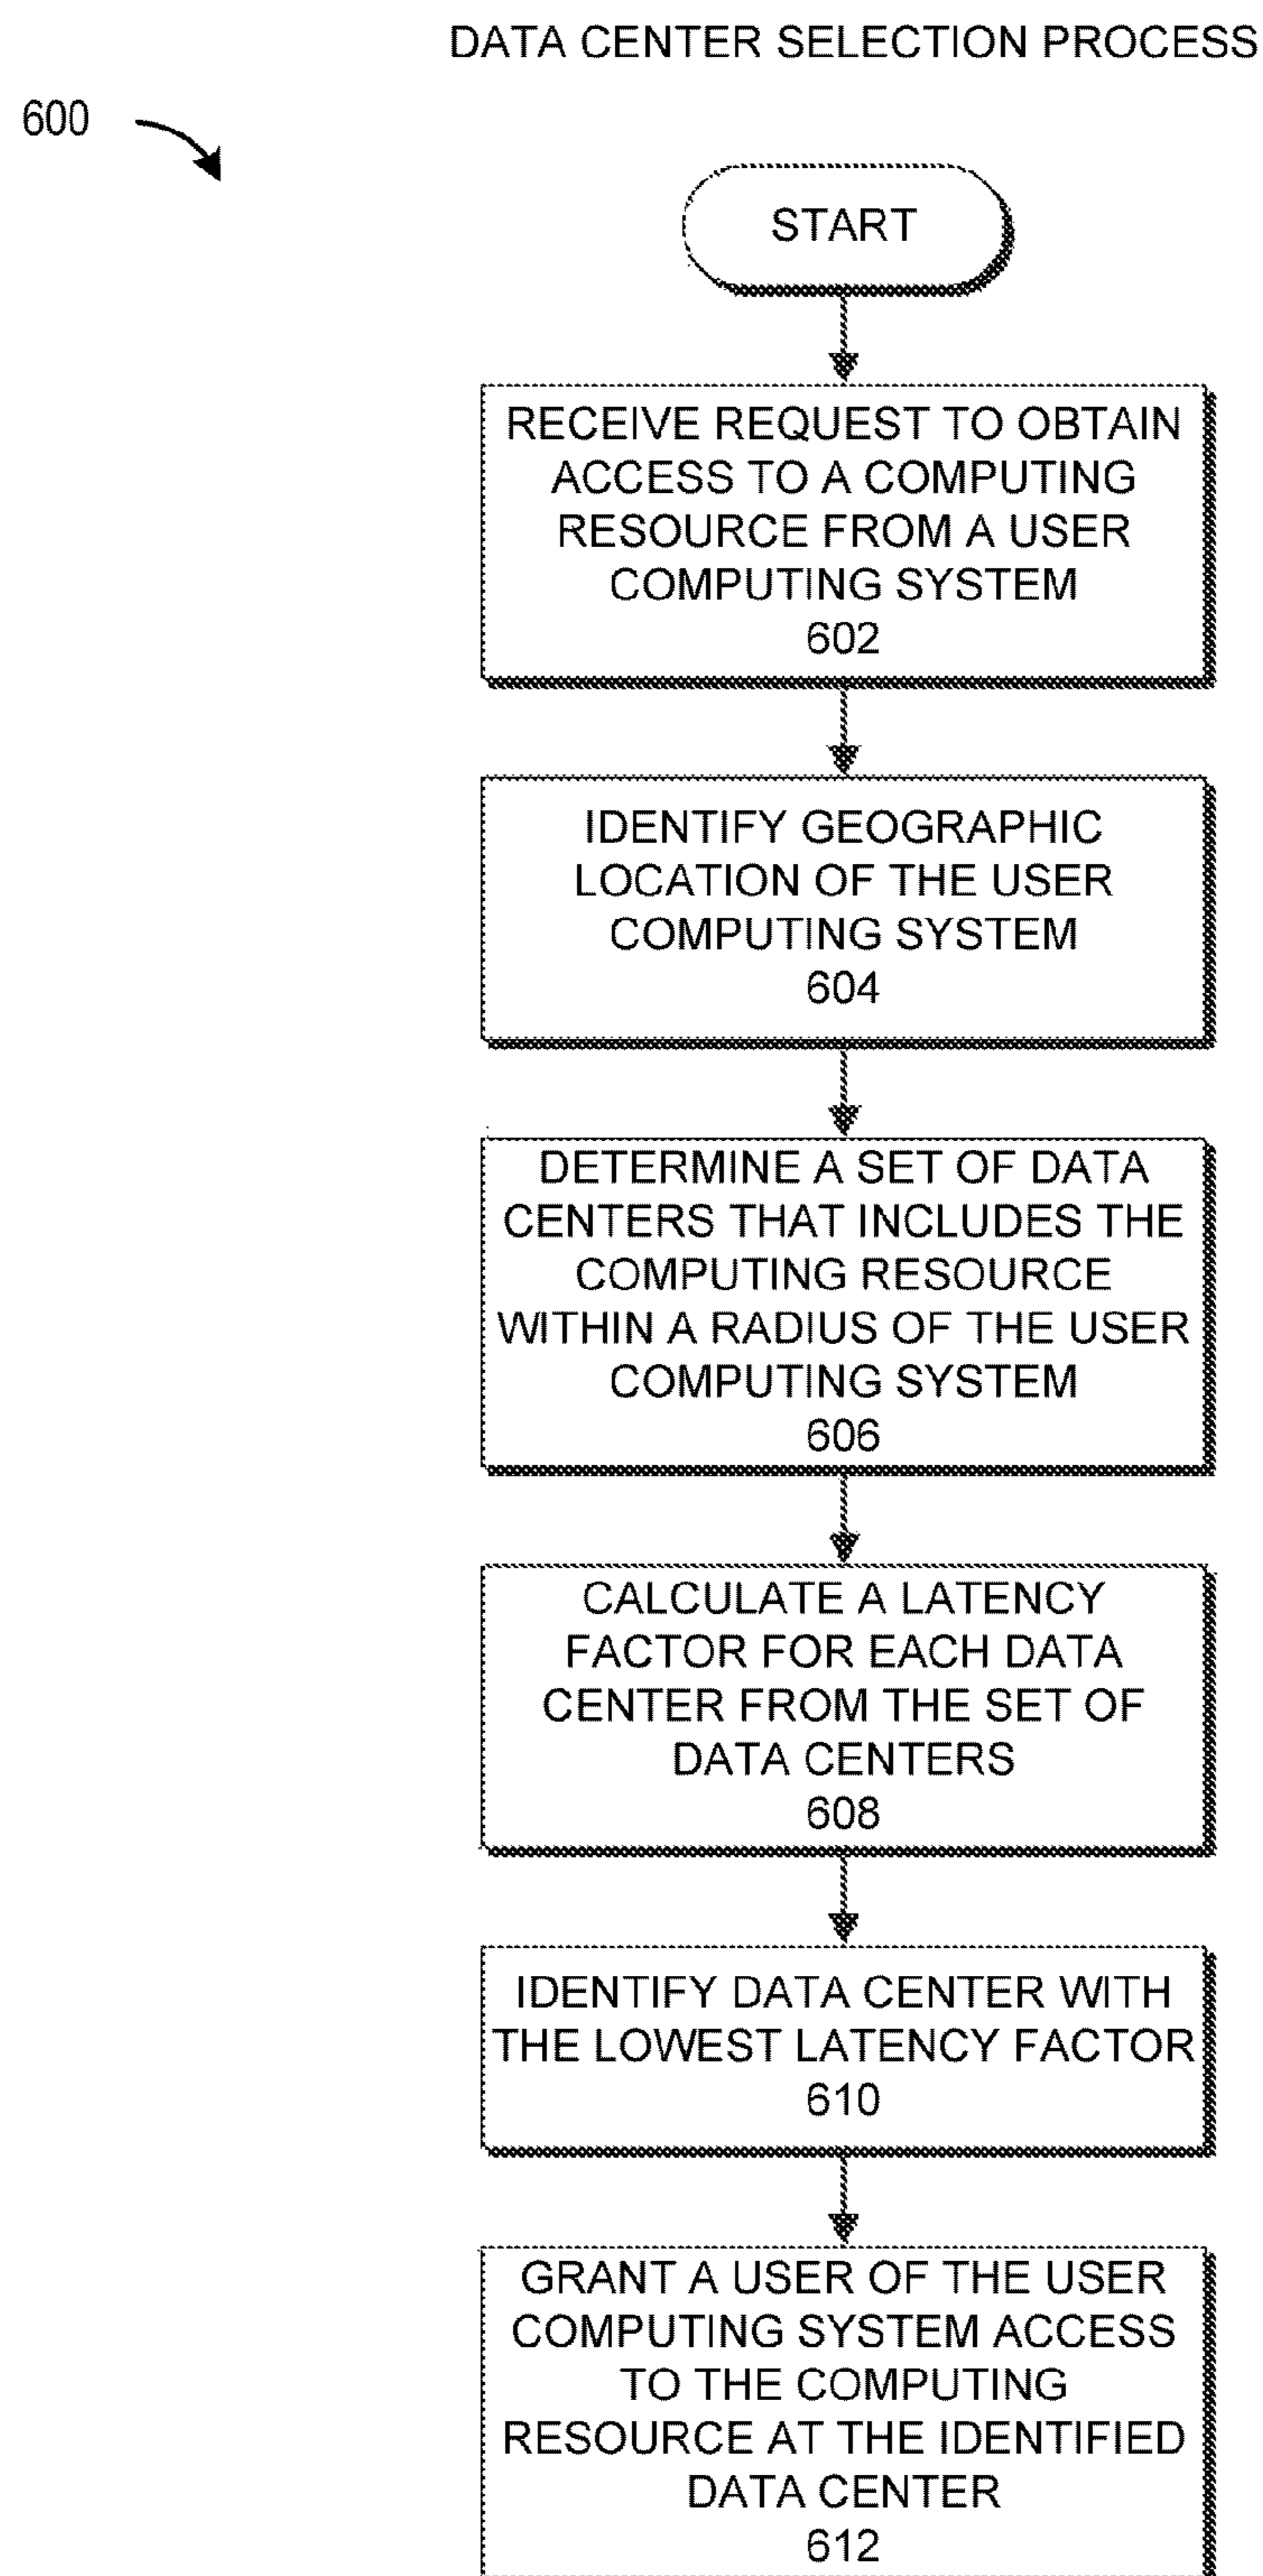 DATA CENTER SELECTION PROCESS
600
START
RECEIVE REQUEST TO OBTAIN
ACCESS TO A COMPUTING
RESOURCE FROM A USER
COMPUTING SYSTEM
602
IDENTIFY GEOGRAPHIC
LOCATION OF THE USER
COMPUTING SYSTEM
604
DETERMINE A SET OF DATA
CENTERS THAT INCLUDES THE
COMPUTING RESOURCE
WITHIN A RADIUS OF THE USER
COMPUTING SYSTEM
606
CALCULATE A LATENCY
FACTOR FOR EACH DATA
CENTER FROM THE SET OF
DATA CENTERS
608
IDENTIFY DATA CENTER WITH
THE LOWEST LATENCY FACTOR
610
GRANT A USER OF THE USER
COMPUTING SYSTEM ACCESS
TO THE COMPUTING
RESOURCE AT THE IDENTIFIED
DATA CENTER
612